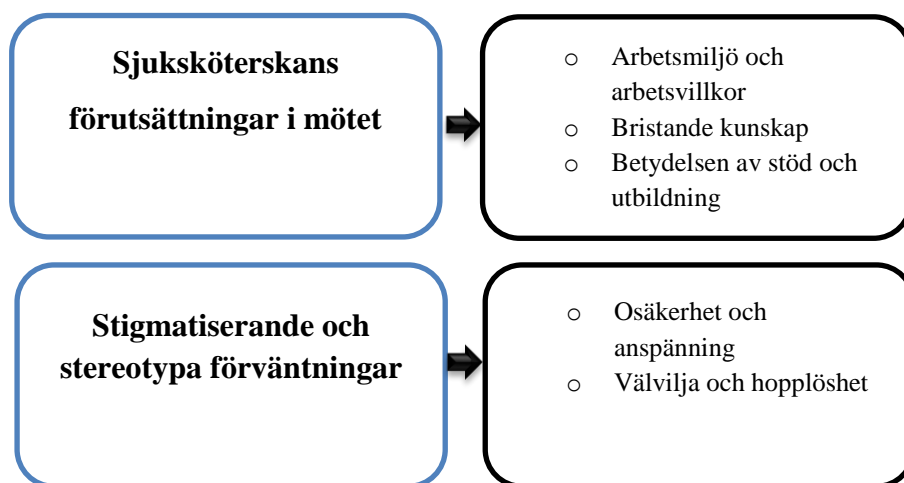 Sjuksköterskans
förutsättningar i mötet
o Arbetsmiljö och
arbetsvillkor
o Bristande kunskap
o Betydelsen av stöd och
utbildning
Stigmatiserande och
stereotypa förväntningar
o Osäkerhet och
anspänning
o Välvilja och hopplöshet